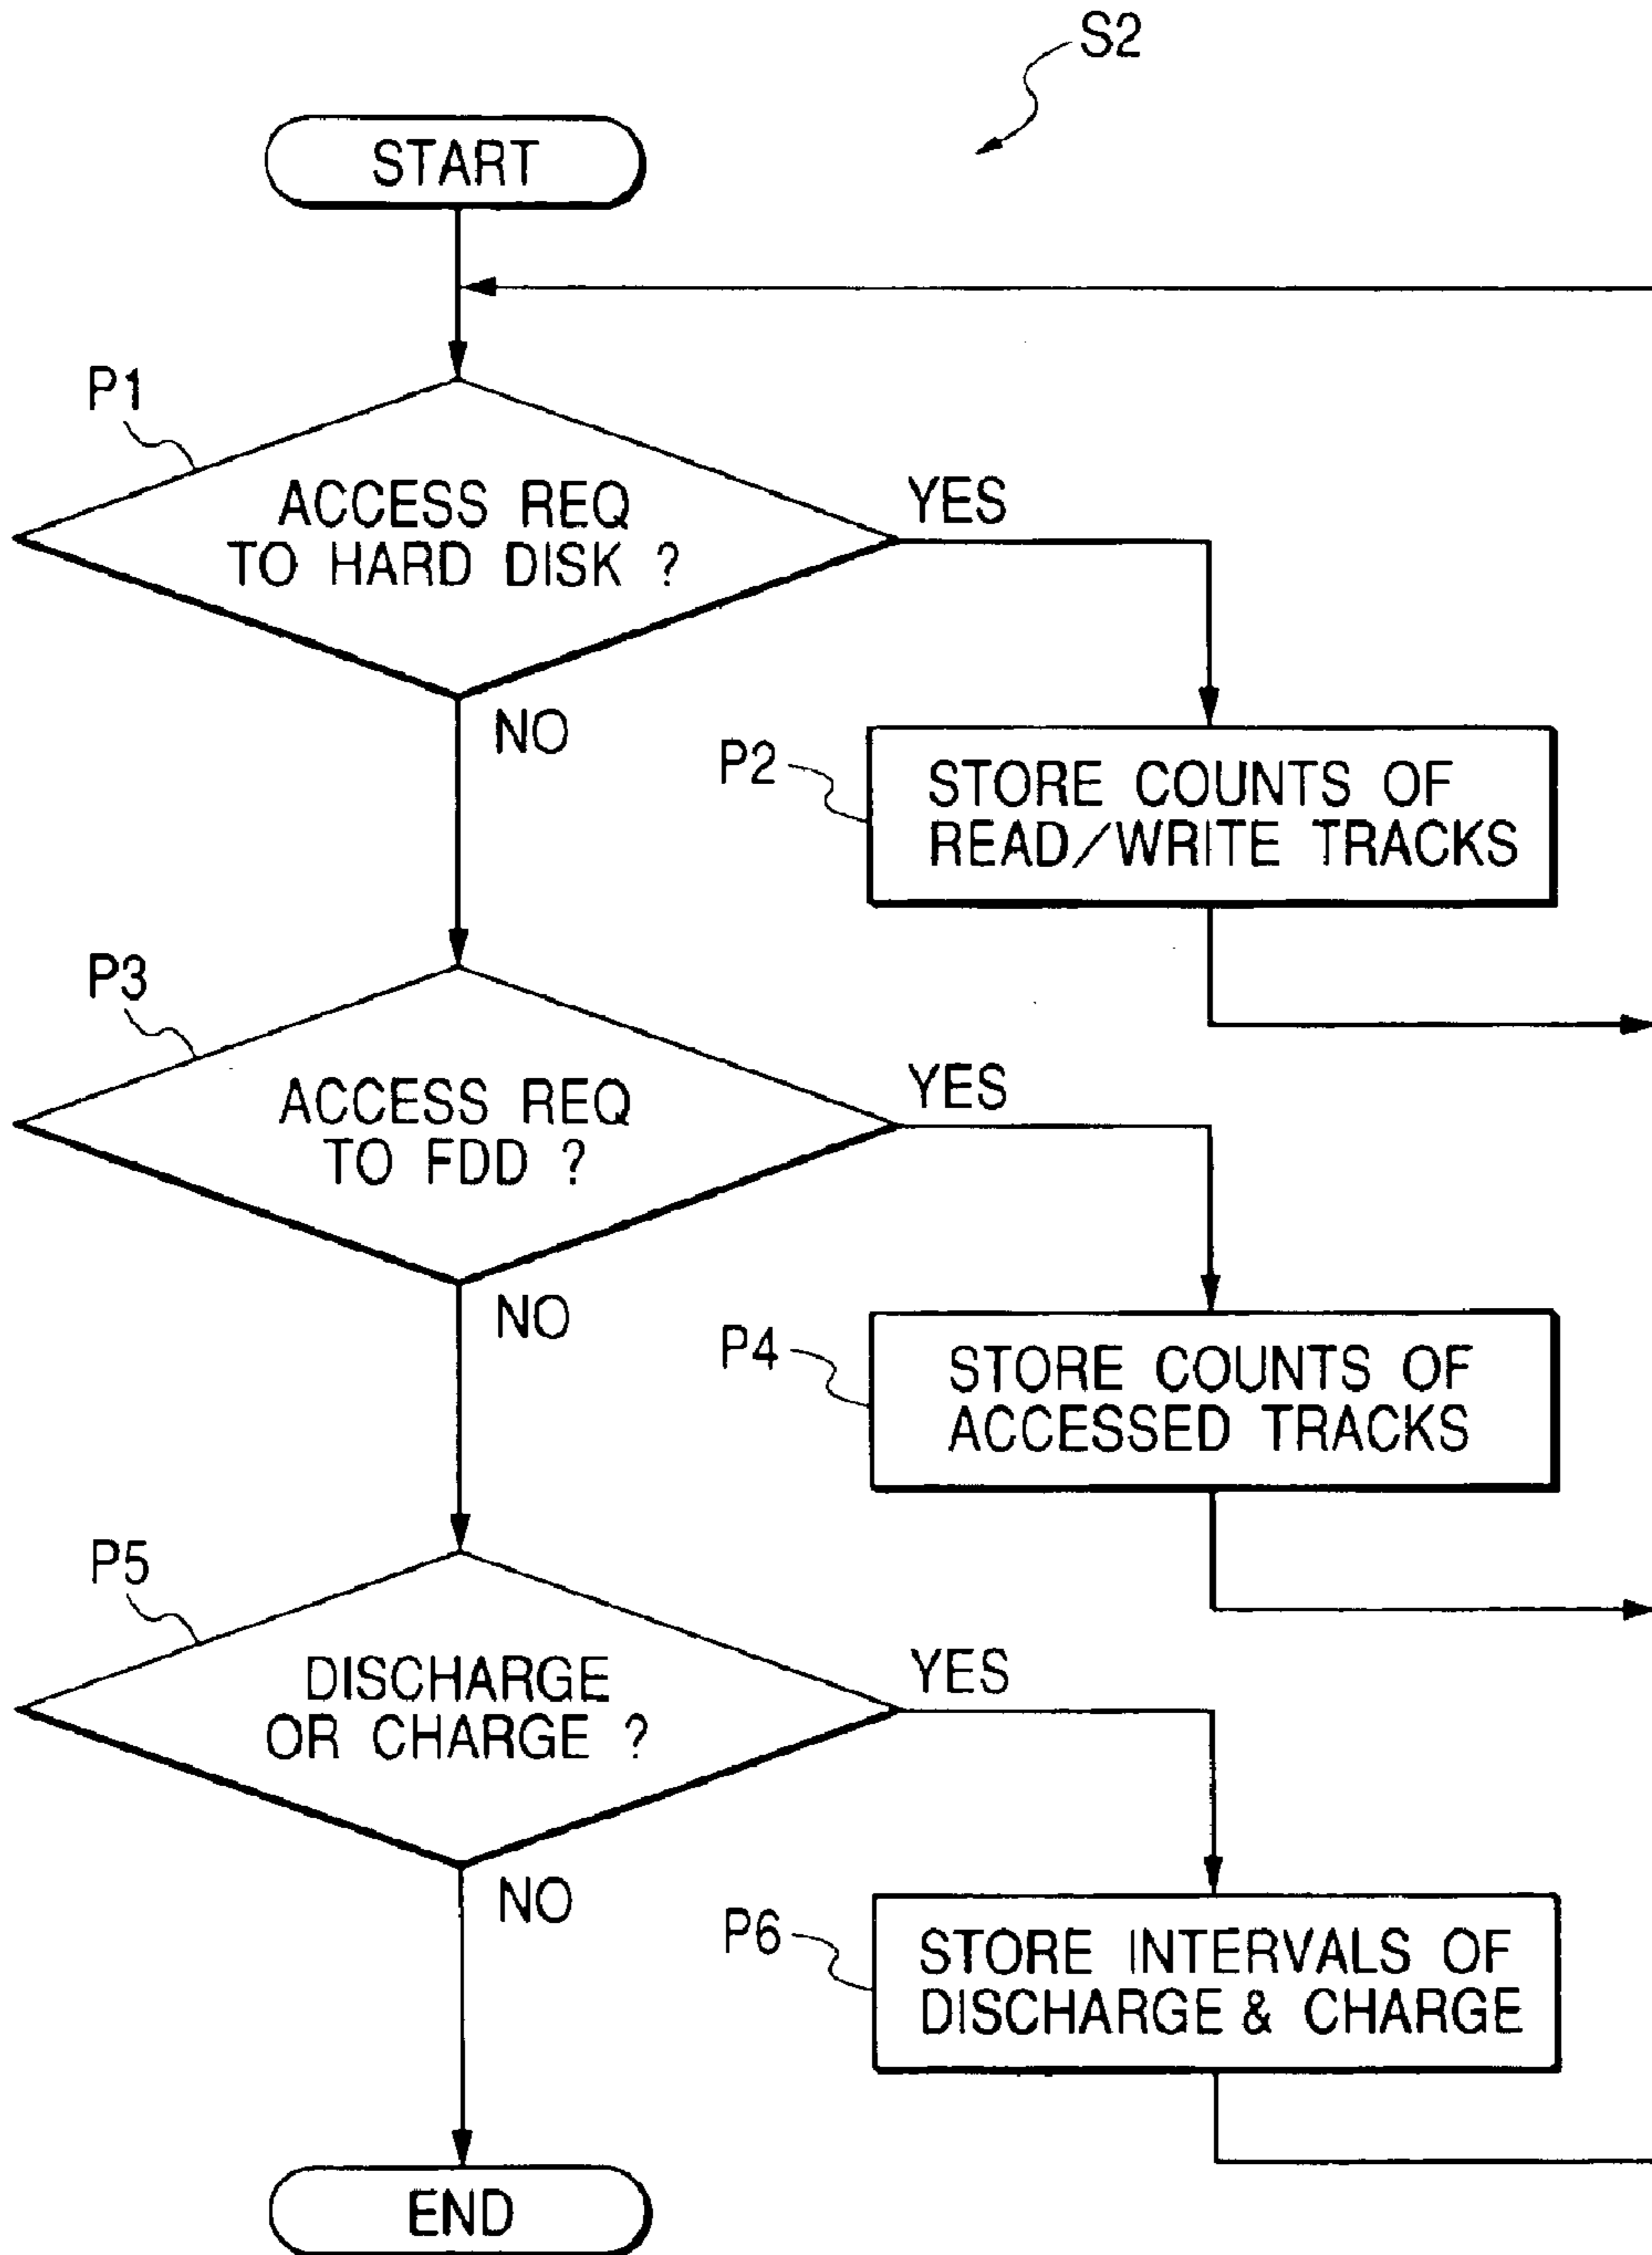 S2
START
P1
ACCESS REQ
TO HARD DISK ?
YES
NO
P2
STORE COUNTS OF
READ/WRITE TRACKS
P3
ACCESS REQ
TO FDD ?
YES
NO
P4
STORE COUNTS OF
ACCESSED TRACKS
P5
DISCHARGE
OR CHARGE ?
YES
NO
P6
STORE INTERVALS OF
DISCHARGE & CHARGE
END